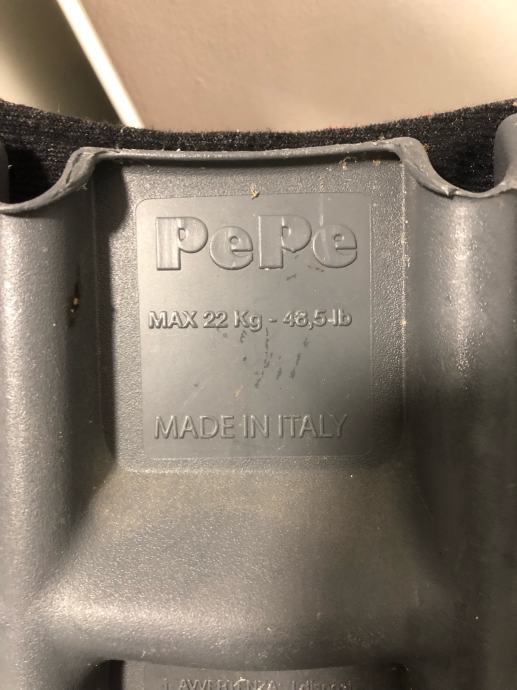 PePe
MAX 22 Kg - 48,5-lb
MADE IN ITALY